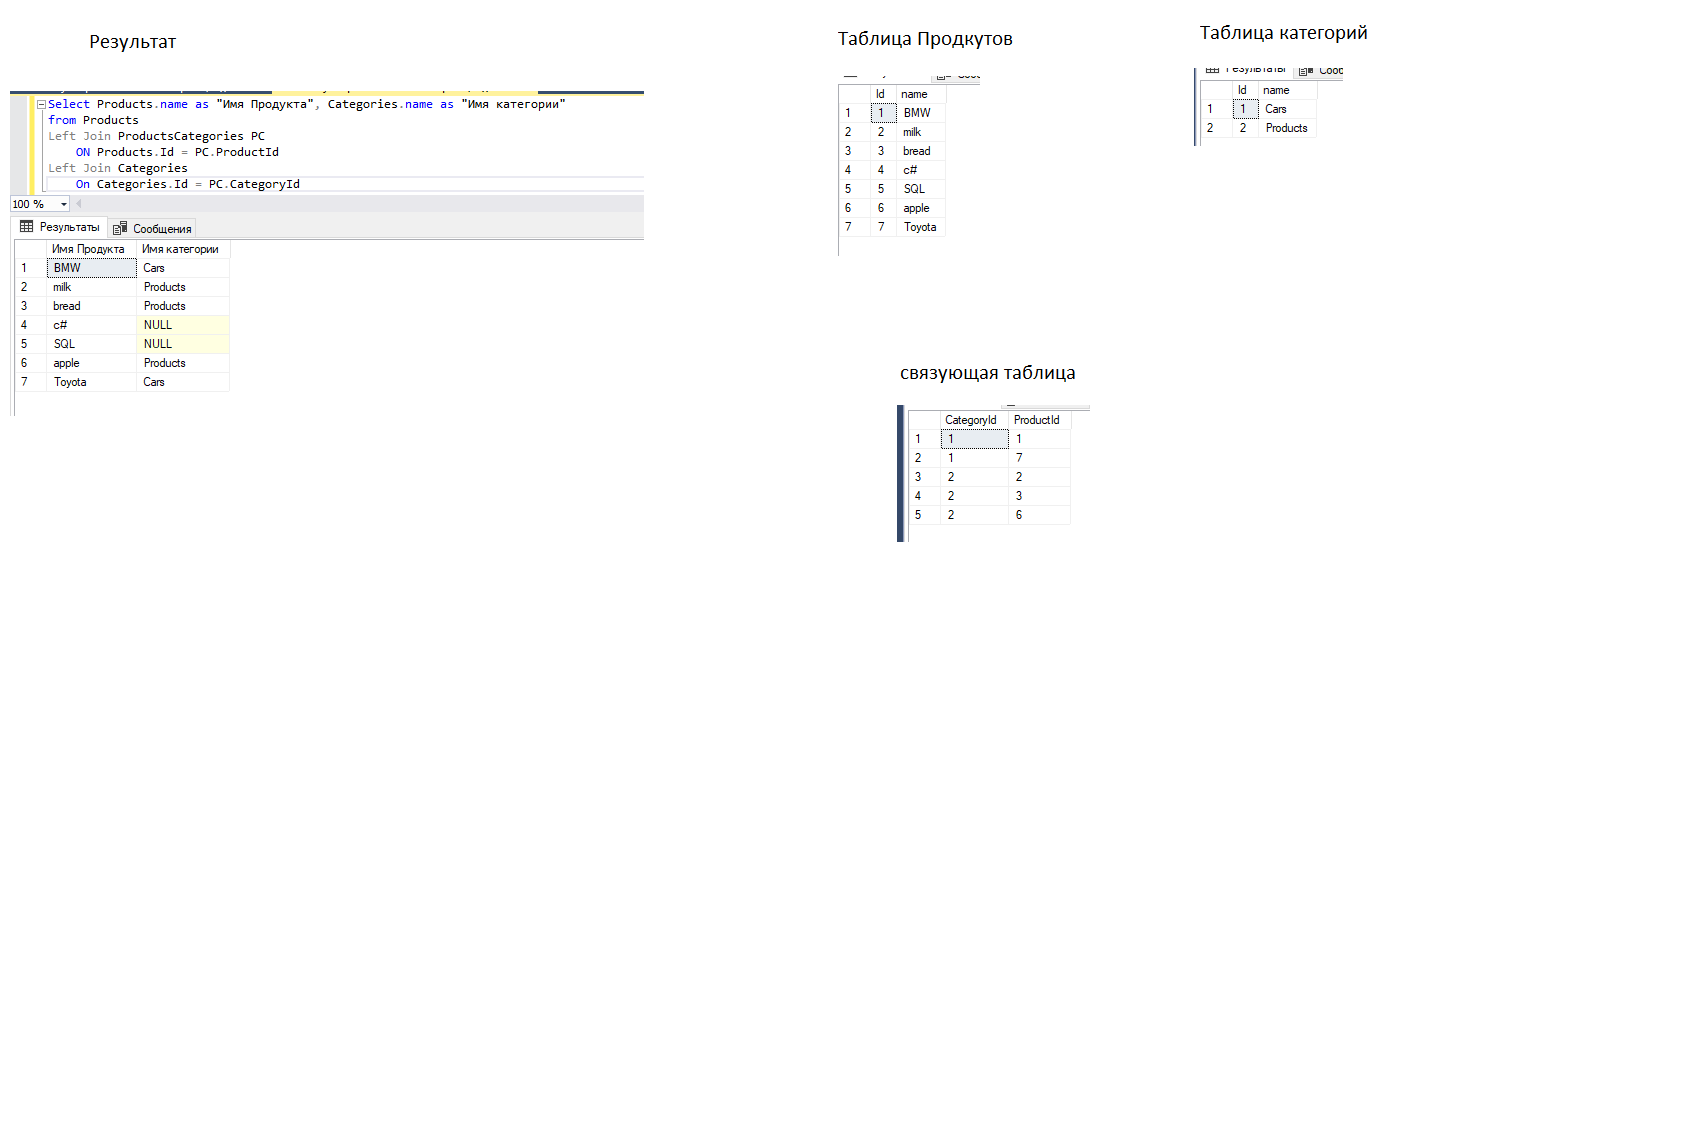 Результат
Select Products.name as "Имя Продукта", Categories.name as "Имя категории"
from Products
Left Join ProductsCategories PC
ON Products.Id = PC.ProductId
Left Join Categories
On Categories.Id = PC.CategoryId
100 %
Результаты Сообщения
Имя Продукта Имя категории
1 BMW Cars
2 milk Products
3 bread Products
4 c# NULL
5 SQL NULL
6 apple Products
7 Toyota Cars
Таблица Продкутов
Id name
1 1 BMW
2 2 milk
3 3 bread
4 4 c#
5 5 SQL
6 6 apple
7 7 Toyota
Таблица категорий
Результаты Сооб
Id name
1 1 Cars
2 2 Products
связующая таблица
CategoryId ProductId
1 1 1
2 1 7
3 2 2
4 2 3
5 2 6